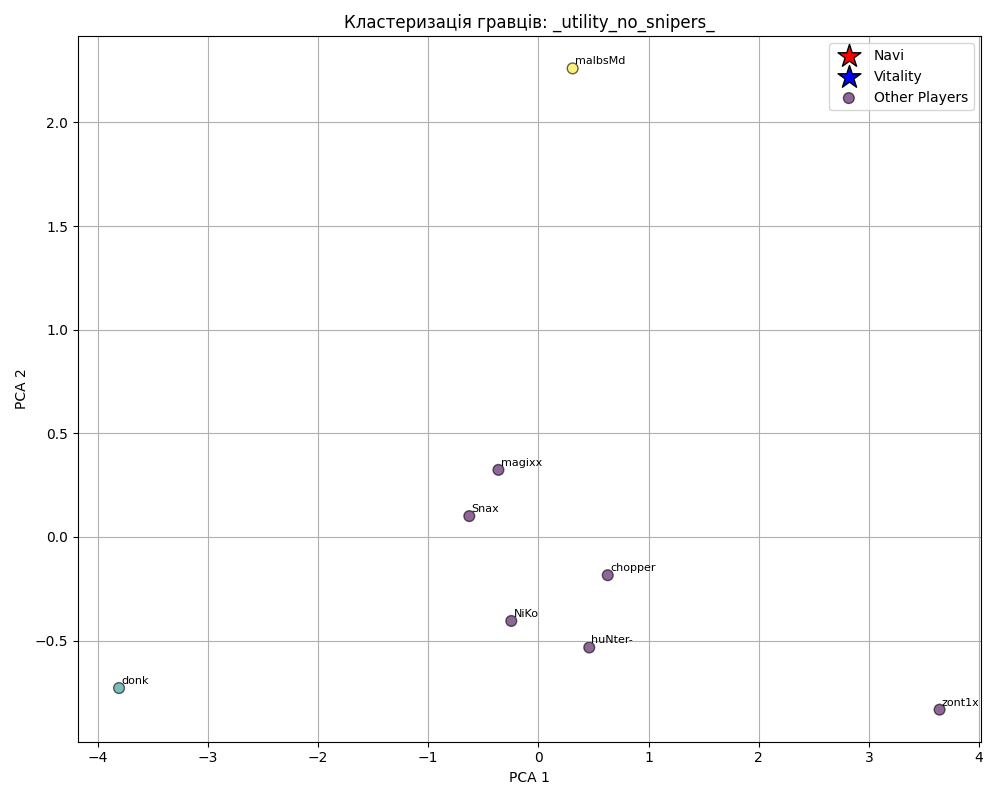 Кластеризація гравців: _utility_no_snipers_
malbsMd
Navi
Vitality
Other Players
2.0
1.5
1.0
0.5
0.0
−0.5
PCA 2
magixx
Snax
chopper
NiKo
huNter-
donk
zont1x
−4
−3
−2
−1
0
1
2
3
4
PCA 1